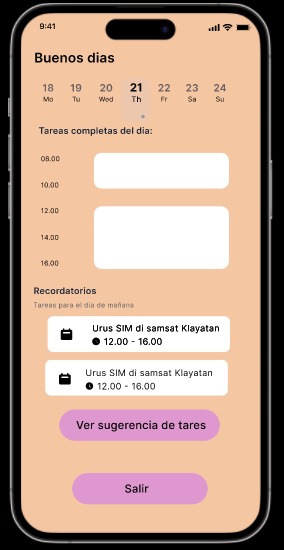 9:41
Buenos dias
18 19 20 21 22 23 24
Mo Tu Wed Th Fr Sa Su
Tareas completas del dia:
08.00
10.00
12.00
14.00
16.00
Recordatorios
Tareas para el dia de mañana
Urus SIM di samsat Klayatan
12.00 - 16.00
Urus SIM di samsat Klayatan
12.00 - 16.00
Ver sugerencia de tares
Salir